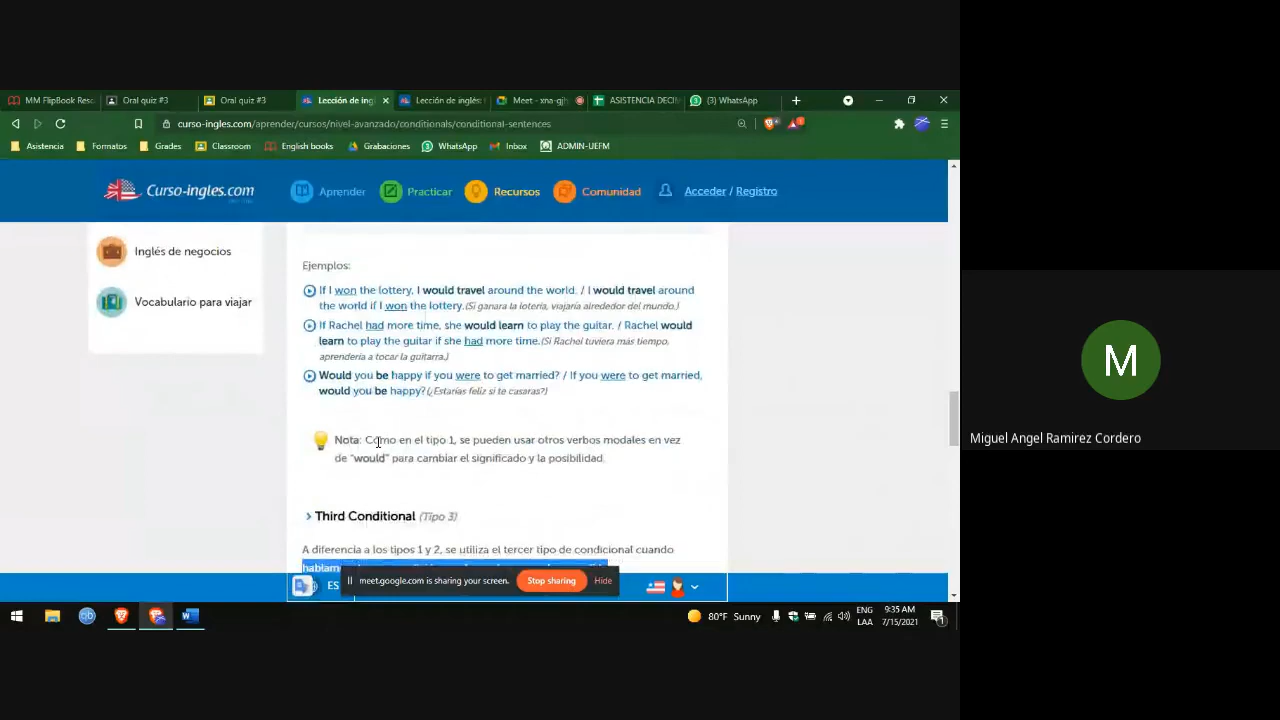 MM FlipBook Resc
Oral quiz #3
Oral quiz #3
Lección de ingl
Lección de inglés:
Meet - xna-gjh
ASISTENCIA DECIM
(3) WhatsApp
curso-ingles.com/aprender/cursos/nivel-avanzado/conditionals/conditional-sentences
Asistencia
Formatos
Grades
Classroom
English books
Grabaciones
WhatsApp
Inbox
ADMIN-UEFM
Curso-ingles.com
Aprender
Practicar
Recursos
Comunidad
Acceder / Registro
Inglés de negocios
Vocabulario para viajar
Ejemplos:
If I won the lottery, I would travel around the world. / I would travel around
the world if I won the lottery.(Si ganara la lotería, viajaría alrededor del mundo.)
If Rachel had more time, she would learn to play the guitar. / Rachel would
learn to play the guitar if she had more time.(Si Rachel tuviera más tiempo,
aprendería a tocar la guitarra.)
Would you be happy if you were to get married? / If you were to get married,
would you be happy? (¿Estarías feliz si te casaras?)
Nota: Como en el tipo 1, se pueden usar otros verbos modales en vez
de "would" para cambiar el significado y la posibilidad.
Third Conditional (Tipo 3)
A diferencia a los tipos 1 y 2, se utiliza el tercer tipo de condicional cuando
ES
meet.google.com is sharing your screen.
Stop sharing
Hide
80°F Sunny
ENG
LAA
9:35 AM
7/15/2021
M
Miguel Angel Ramirez Cordero